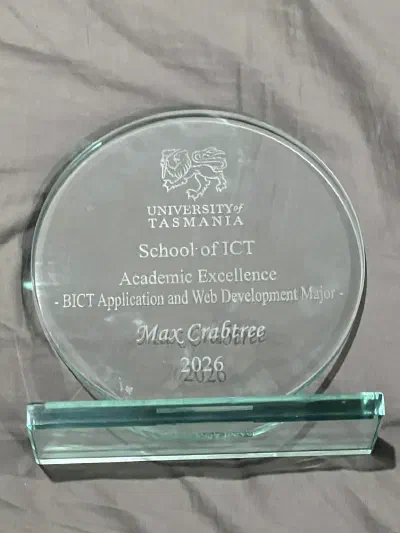 UNIVERSITY of
TASMANIA
School of ICT
Academic Excellence
- BICT Application and Web Development Major -
Max Crabtree
2026